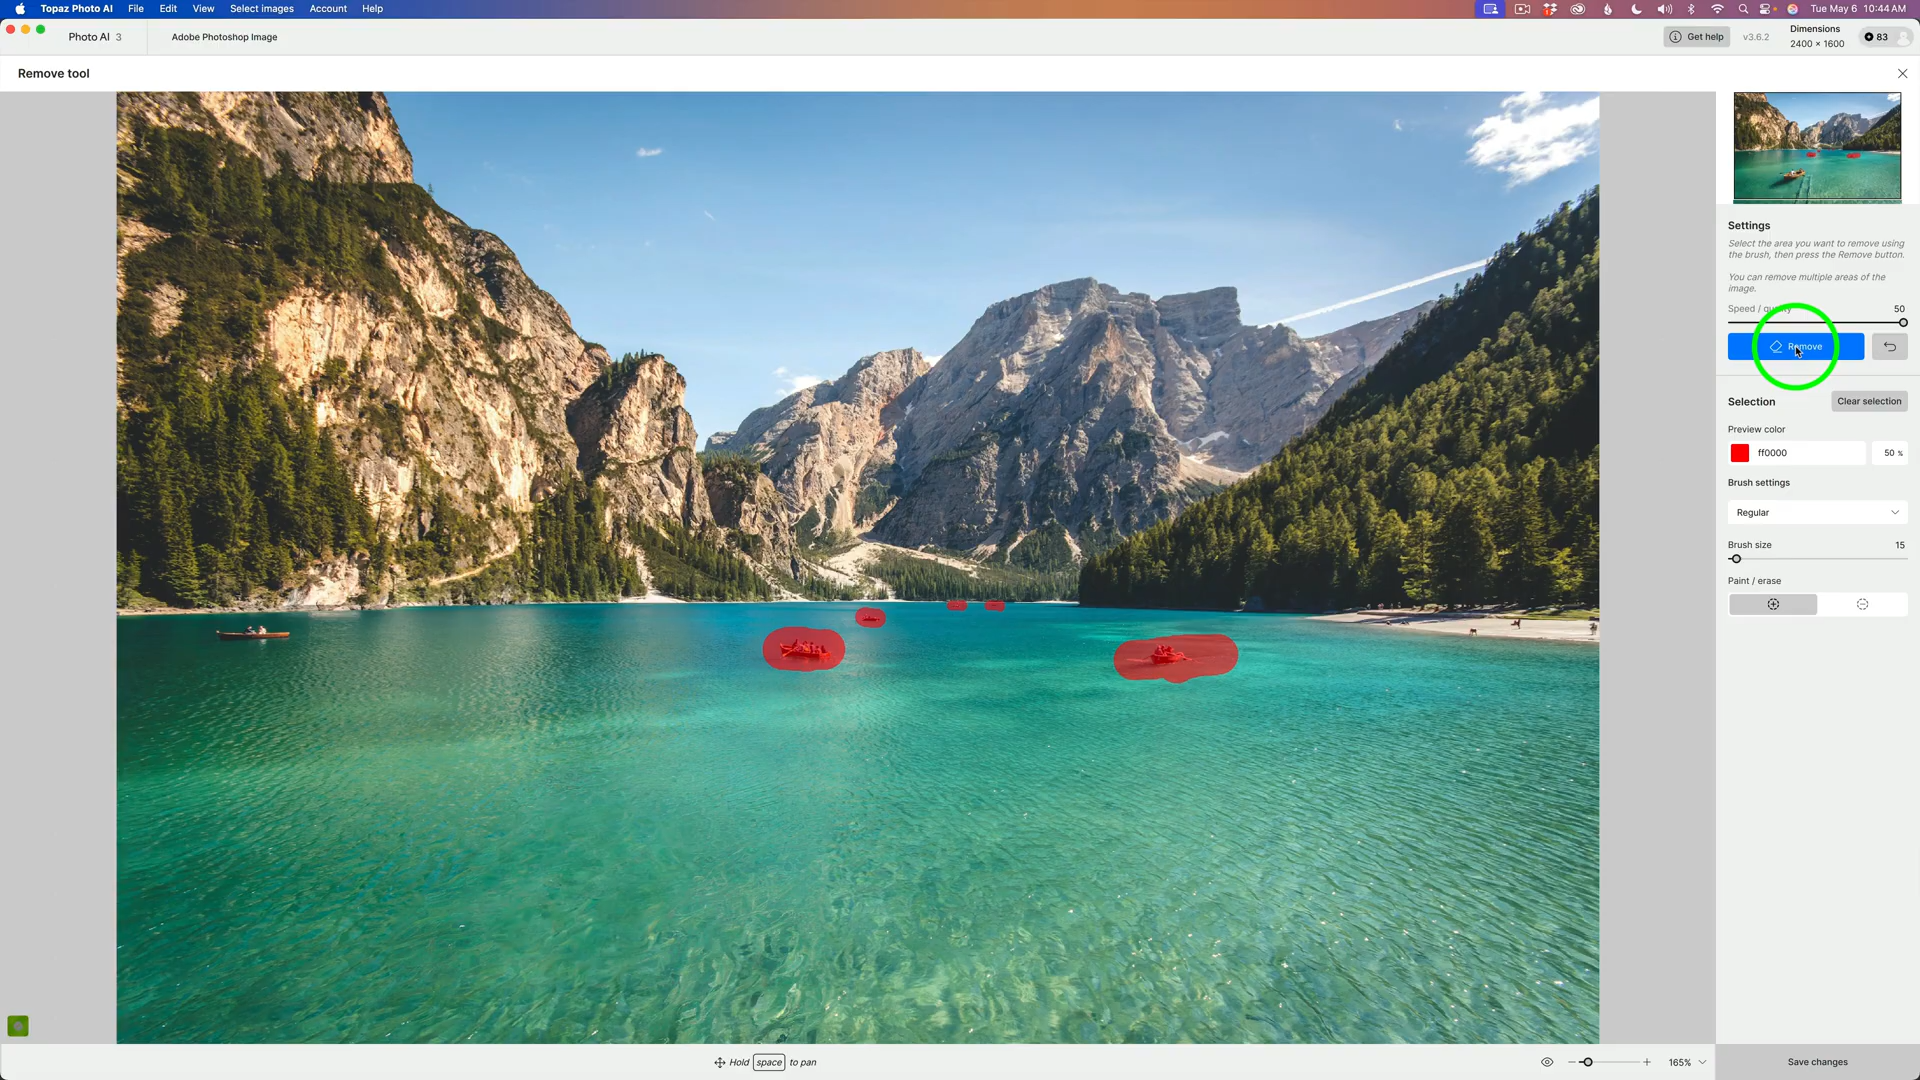 Topaz Photo AI File Edit View Select images Account Help Tue May 6 10:44 AM
Photo AI 3 Adobe Photoshop Image Get help v3.6.2 Dimensions
2400 × 1600 83
Remove tool
Settings
Select the area you want to remove using
the brush, then press the Remove button.
You can remove multiple areas of the
image.
Speed / quality 50
Remove
Selection Clear selection
Preview color
ff0000 50 %
Brush settings
Regular
Brush size 15
Paint / erase
Hold space to pan 165% Save changes